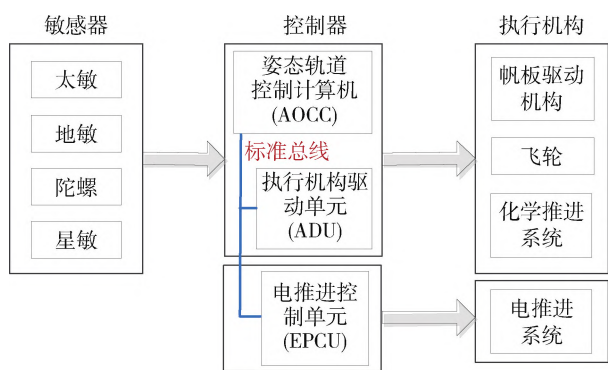 敏感器
太敏
地敏
陀螺
星敏
控制器
姿态轨道
控制计算机
(AOCC)
标准总线
执行机构驱
动单元
(ADU)
电推进控
制单元
(EPCU)
执行机构
帆板驱动
机构
飞轮
化学推进
系统
电推进
系统